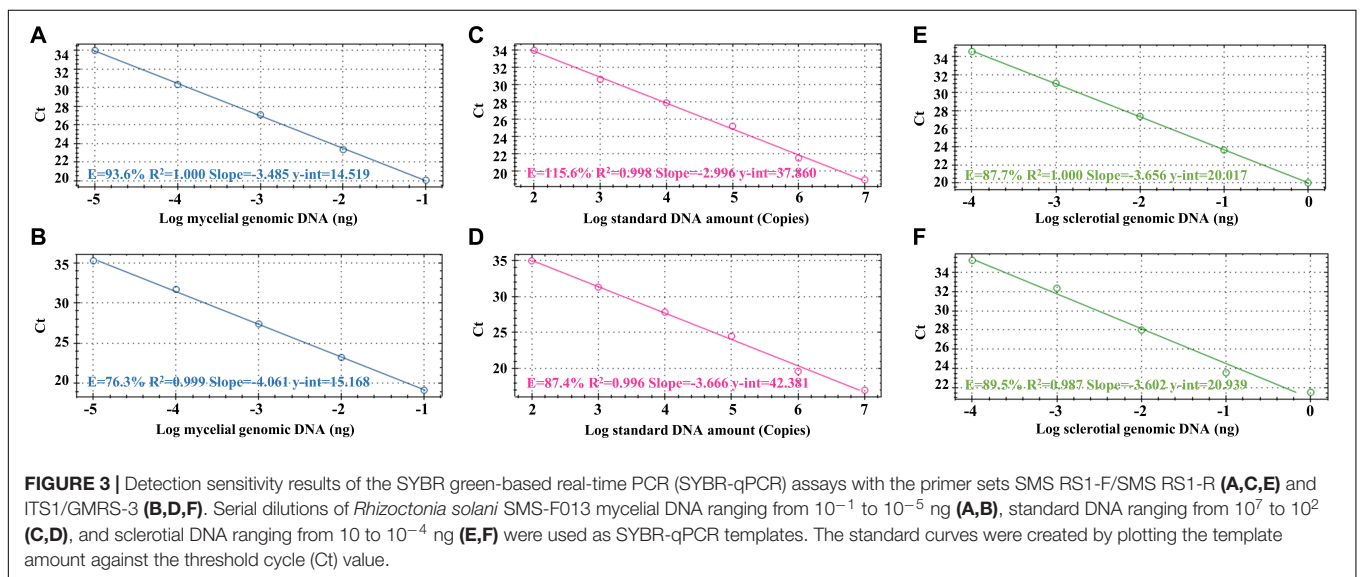 A
34
32
30
28
26
24
22
20
Ct
E=93.6% R²=1.000 Slope=-3.485 y-int=14.519
-5 -4 -3 -2 -1
Log mycelial genomic DNA (ng)
C
34
32
30
28
26
24
22
20
Ct
E=115.6% R²=0.998 Slope=-2.996 y-int=37.860
2 3 4 5 6 7
Log standard DNA amount (Copies)
E
34
32
30
28
26
24
22
20
Ct
E=87.7% R²=1.000 Slope=-3.656 y-int=20.017
-4 -3 -2 -1 0
Log sclerotial genomic DNA (ng)
B
35
30
25
20
Ct
E=76.3% R²=0.999 Slope=-4.061 y-int=15.168
-5 -4 -3 -2 -1
Log mycelial genomic DNA (ng)
D
35
30
25
20
Ct
E=87.4% R²=0.996 Slope=-3.666 y-int=42.381
2 3 4 5 6 7
Log standard DNA amount (Copies)
F
34
32
30
28
26
24
22
Ct
E=89.5% R²=0.987 Slope=-3.602 y-int=20.939
-4 -3 -2 -1 0
Log sclerotial genomic DNA (ng)
FIGURE 3 | Detection sensitivity results of the SYBR green-based real-time PCR (SYBR-qPCR) assays with the primer sets SMS RS1-F/SMS RS1-R (A,C,E) and
ITS1/GMRS-3 (B,D,F). Serial dilutions of Rhizoctonia solani SMS-F013 mycelial DNA ranging from 10⁻¹ to 10⁻⁵ ng (A,B), standard DNA ranging from 10⁷ to 10²
(C,D), and sclerotial DNA ranging from 10 to 10⁻⁴ ng (E,F) were used as SYBR-qPCR templates. The standard curves were created by plotting the template
amount against the threshold cycle (Ct) value.